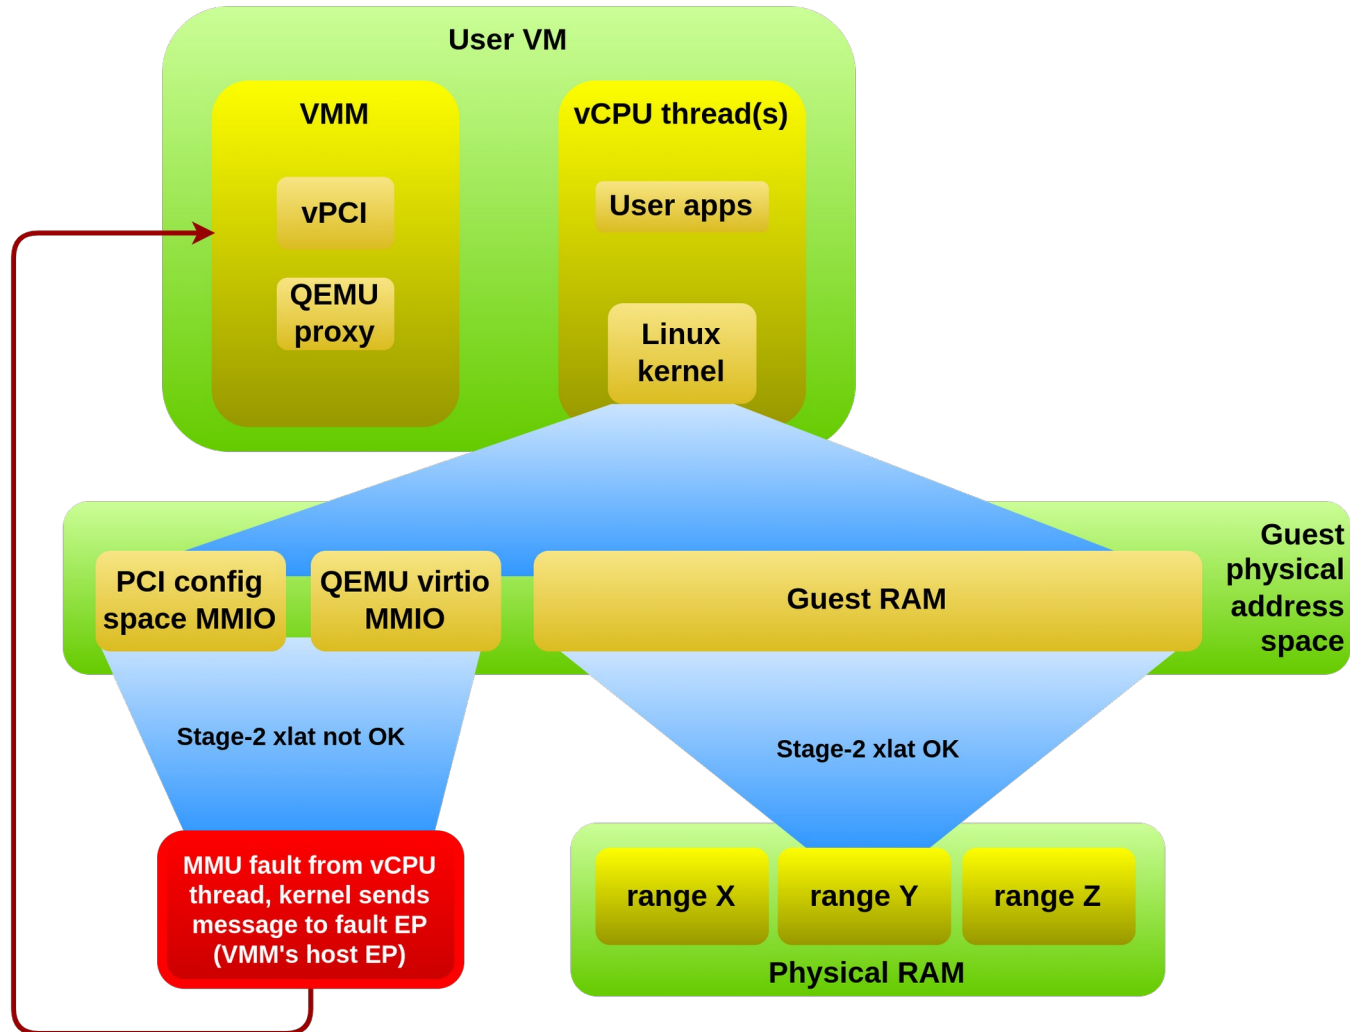 User VM
VMM
vPCI
QEMU
proxy
vCPU thread(s)
User apps
Linux
kernel
PCI config
space MMIO
QEMU virtio
MMIO
Guest RAM
Guest
physical
address
space
Stage-2 xlat not OK
Stage-2 xlat OK
MMU fault from vCPU
thread, kernel sends
message to fault EP
(VMM's host EP)
range X
range Y
range Z
Physical RAM